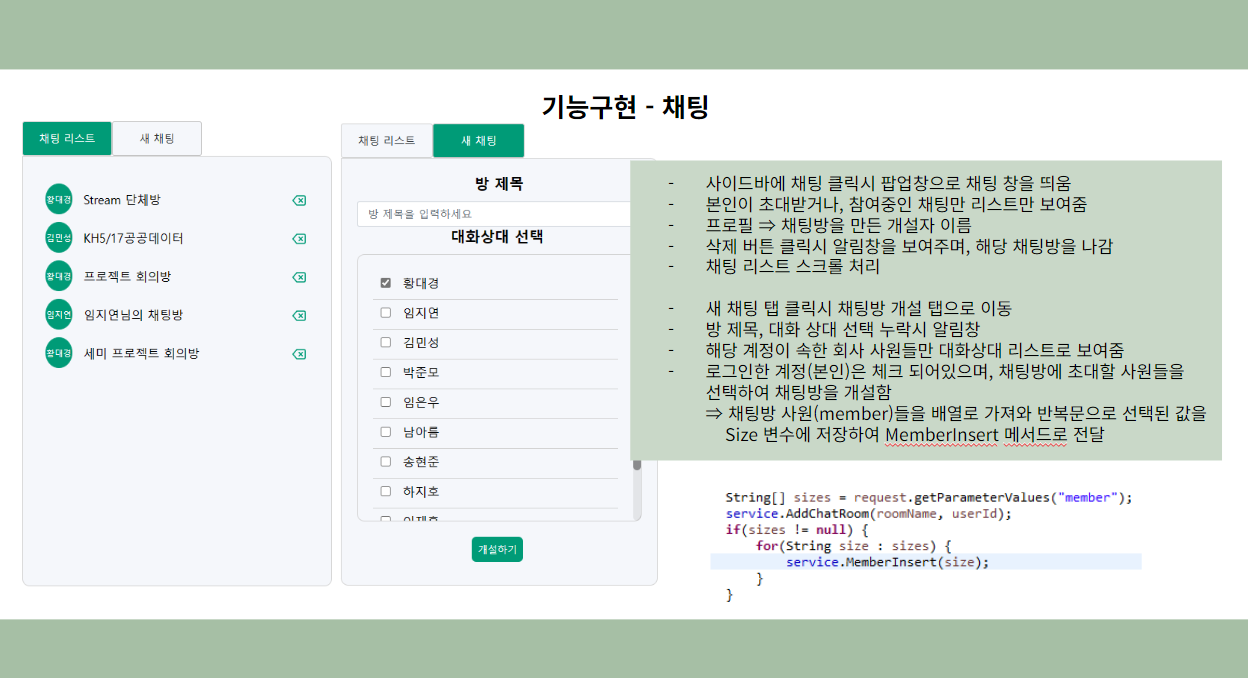 기능구현 - 채팅
채팅 리스트
새 채팅
황대경 Stream 단체방
김민성 KH5/17공공데이터
황대경 프로젝트 회의방
임지연 임지연님의 채팅방
황대경 세미 프로젝트 회의방
채팅 리스트
새 채팅
방 제목
방 제목을 입력하세요
대화상대 선택
황대경
임지연
김민성
박준모
임은우
남아름
송현준
하지호
개설하기
- 사이드바에 채팅 클릭시 팝업창으로 채팅 창을 띄움
- 본인이 초대받거나, 참여중인 채팅만 리스트만 보여줌
- 프로필 ⇒ 채팅방을 만든 개설자 이름
- 삭제 버튼 클릭시 알림창을 보여주며, 해당 채팅방을 나감
- 채팅 리스트 스크롤 처리
- 새 채팅 탭 클릭시 채팅방 개설 탭으로 이동
- 방 제목, 대화 상대 선택 누락시 알림창
- 해당 계정이 속한 회사 사원들만 대화상대 리스트로 보여줌
- 로그인한 계정(본인)은 체크 되어있으며, 채팅방에 초대할 사원들을
선택하여 채팅방을 개설함
⇒ 채팅방 사원(member)들을 배열로 가져와 반복문으로 선택된 값을
Size 변수에 저장하여 MemberInsert 메서드로 전달
String[] sizes = request.getParameterValues("member");
service.AddChatRoom(roomName, userId);
if(sizes != null) {
for(String size : sizes) {
service.MemberInsert(size);
}
}